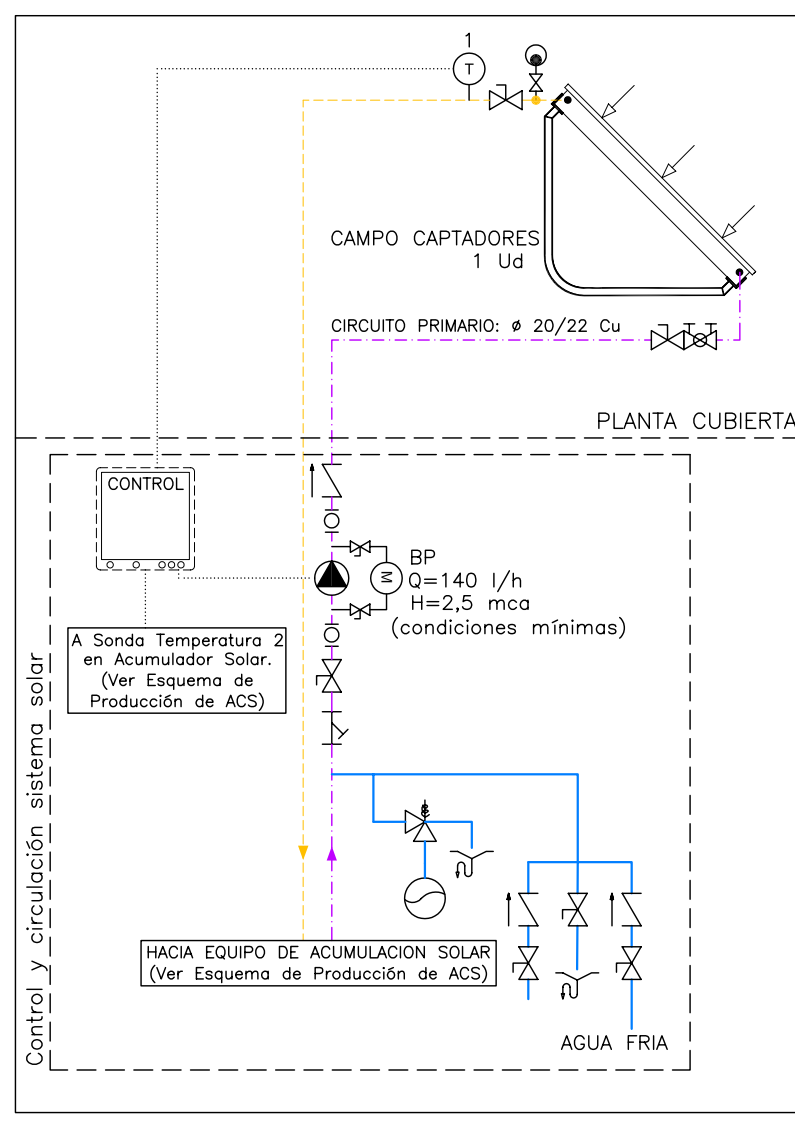 1
T
CAMPO CAPTADORES
1 Ud
CIRCUITO PRIMARIO: ø 20/22 Cu
PLANTA CUBIERTA
CONTROL
M
BP
Q=140 l/h
H=2,5 mca
(condiciones mínimas)
A Sonda Temperatura 2
en Acumulador Solar.
(Ver Esquema de
Producción de ACS)
Control y circulación sistema solar
HACIA EQUIPO DE ACUMULACION SOLAR
(Ver Esquema de Producción de ACS)
AGUA FRIA